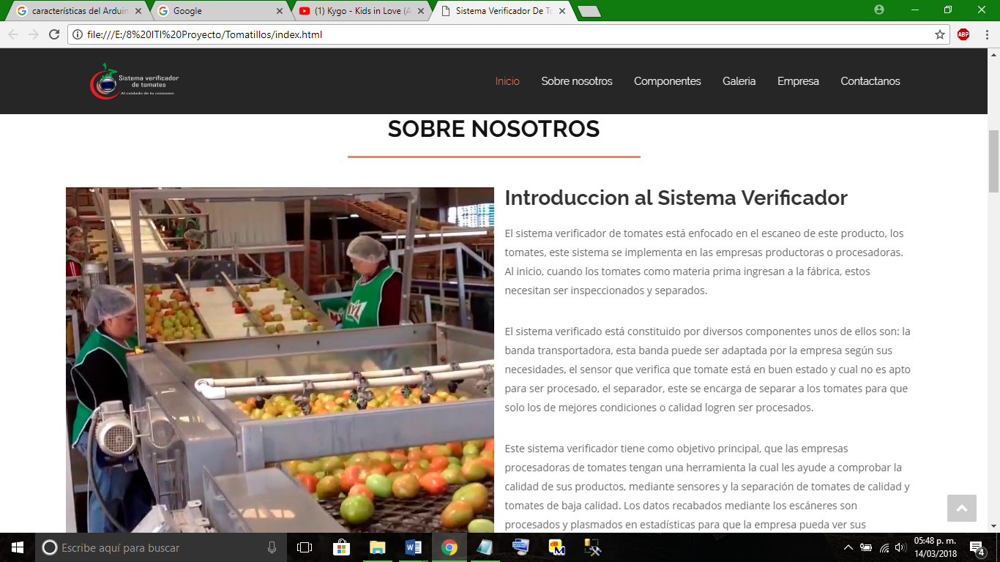 características del Arduin
Google
(1) Kygo - Kids in Love (A
Sistema Verificador De To
file:///E:/8%20ITI%20Proyecto/Tomatillos/index.html
ABP
Sistema verificador
de tomates
Al cuidado de tu consumo
Inicio
Sobre nosotros
Componentes
Galeria
Empresa
Contactanos
SOBRE NOSOTROS
Introduccion al Sistema Verificador
El sistema verificador de tomates está enfocado en el escaneo de este producto, los
tomates, este sistema se implementa en las empresas productoras o procesadoras.
Al inicio, cuando los tomates como materia prima ingresan a la fábrica, estos
necesitan ser inspeccionados y separados.
El sistema verificado está constituido por diversos componentes unos de ellos son: la
banda transportadora, esta banda puede ser adaptada por la empresa según sus
necesidades, el sensor que verifica que tomate está en buen estado y cual no es apto
para ser procesado, el separador, este se encarga de separar a los tomates para que
solo los de mejores condiciones o calidad logren ser procesados.
Este sistema verificador tiene como objetivo principal, que las empresas
procesadoras de tomates tengan una herramienta la cual les ayude a comprobar la
calidad de sus productos, mediante sensores y la separación de tomates de calidad y
tomates de baja calidad. Los datos recabados mediante los escáneres son
procesados y plasmados en estadísticas para que la empresa pueda ver sus
Escribe aquí para buscar
05:48 p. m.
14/03/2018
4